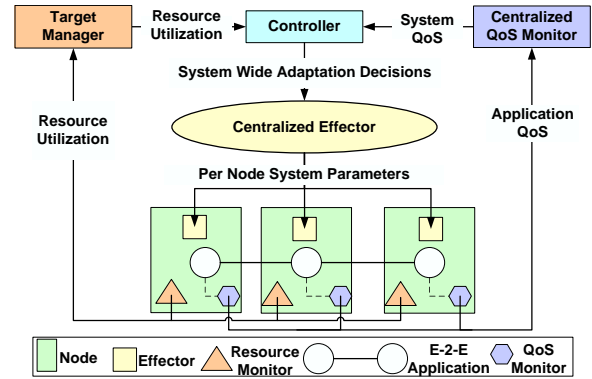 Target
Manager
Resource
Utilization
Controller
System
QoS
Centralized
QoS Monitor
System Wide Adaptation Decisions
Resource
Utilization
Centralized Effector
Application
QoS
Per Node System Parameters
Node
Effector
Resource
Monitor
E-2-E
Application
QoS
Monitor